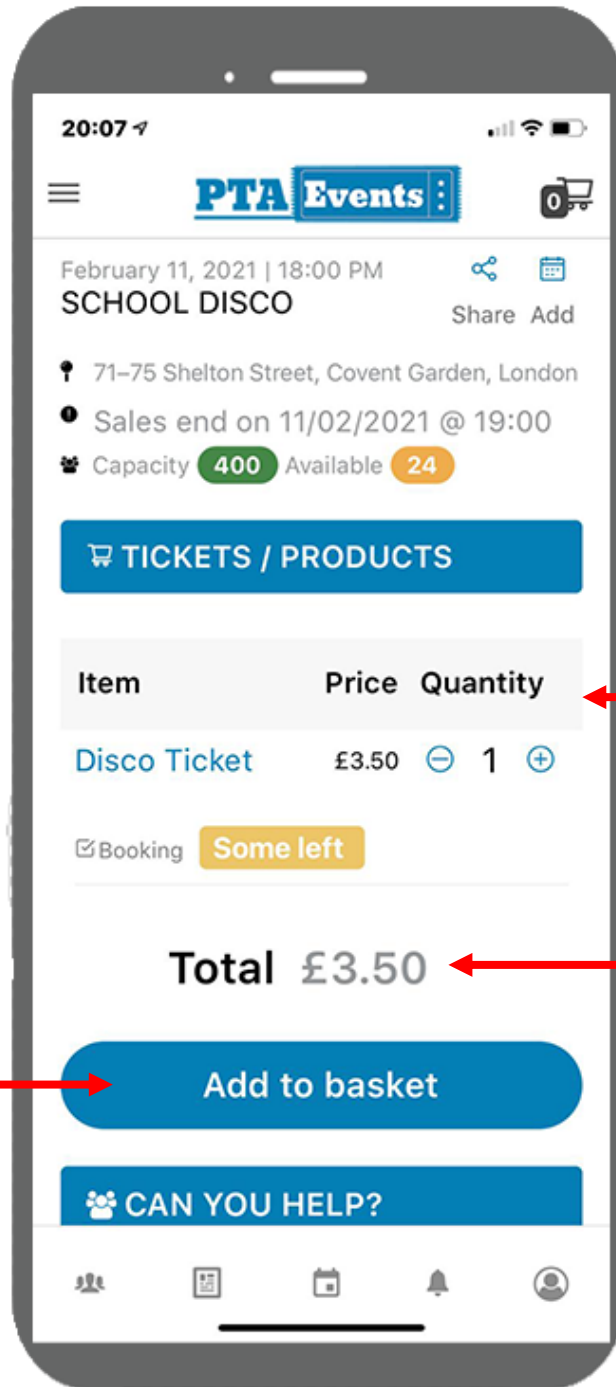 20:07
PTA Events
0
February 11, 2021 | 18:00 PM
SCHOOL DISCO
Share Add
71–75 Shelton Street, Covent Garden, London
Sales end on 11/02/2021 @ 19:00
Capacity 400 Available 24
TICKETS / PRODUCTS
Item Price Quantity
Disco Ticket £3.50 1
Booking Some left
Total £3.50
Add to basket
CAN YOU HELP?